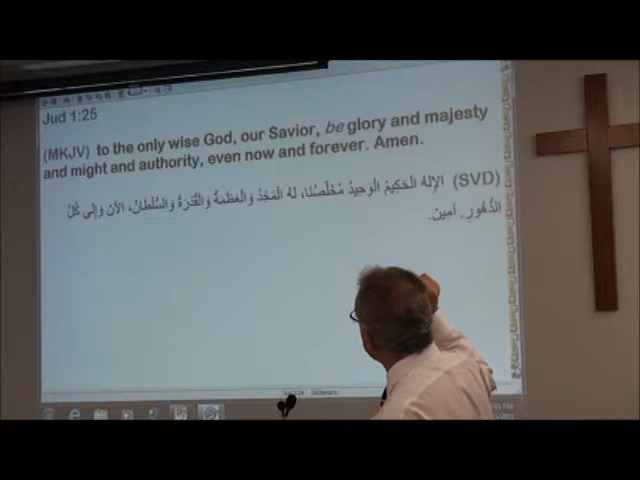 Jud 1:25
(MKJV) to the only wise God, our Savior, be glory and majesty
and might and authority, even now and forever. Amen.
(SVD) الإِلهُ الْحَكِيمُ الْوَحِيدُ مُخَلِّصُنَا، لَهُ الْمَجْدُ وَالْعَظَمَةُ وَالْقُدْرَةُ وَالسُّلْطَانُ، الآنَ وَإِلَى كُلِّ
الدُّهُورِ. آمِينَ.